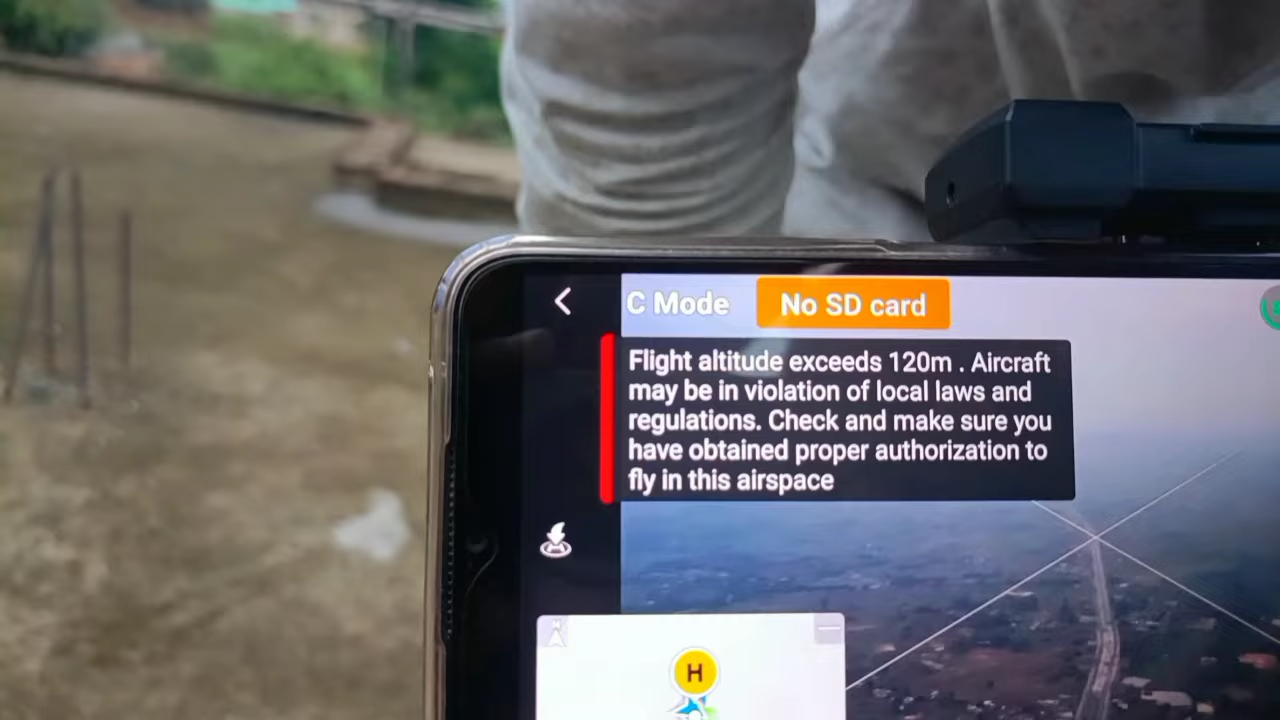 C Mode
No SD card
Flight altitude exceeds 120m . Aircraft
may be in violation of local laws and
regulations. Check and make sure you
have obtained proper authorization to
fly in this airspace
N
H